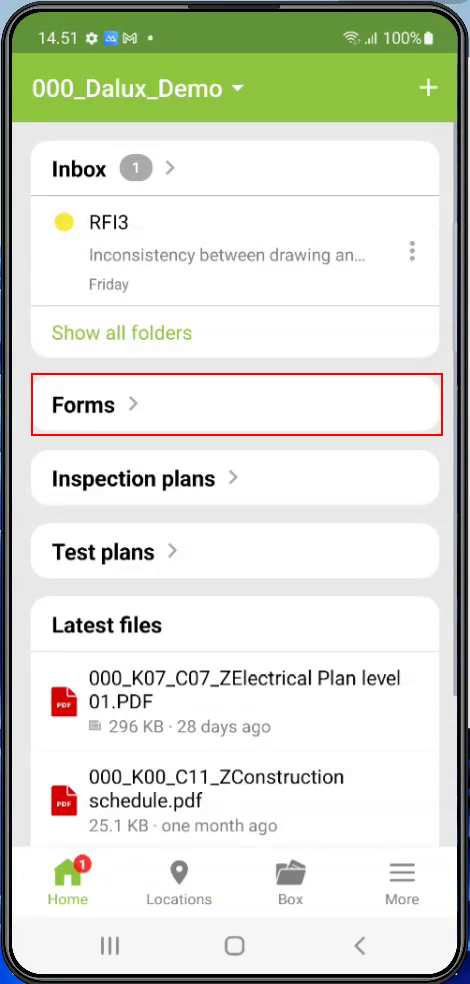 14.51 100%
000_Dalux_Demo
Inbox 1
RFI3
Inconsistency between drawing an...
Friday
Show all folders
Forms
Inspection plans
Test plans
Latest files
000_K07_C07_ZElectrical Plan level
01.PDF
PDF
296 KB · 28 days ago
000_K00_C11_ZConstruction
schedule.pdf
PDF
25.1 KB · one month ago
1
Home Locations Box More